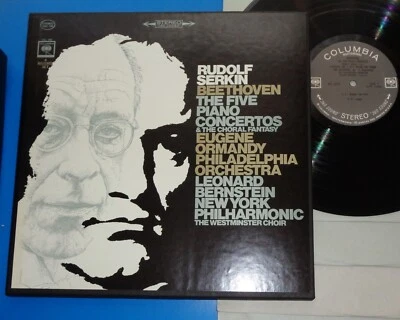 STEREO
RUDOLF
SERKIN
BEETHOVEN
THE FIVE
PIANO
CONCERTOS
& THE CHORAL FANTASY
EUGENE
ORMANDY
PHILADELPHIA
ORCHESTRA
LEONARD
BERNSTEIN
NEW YORK
PHILHARMONIC
THE WESTMINSTER CHOIR
COLUMBIA
STEREO